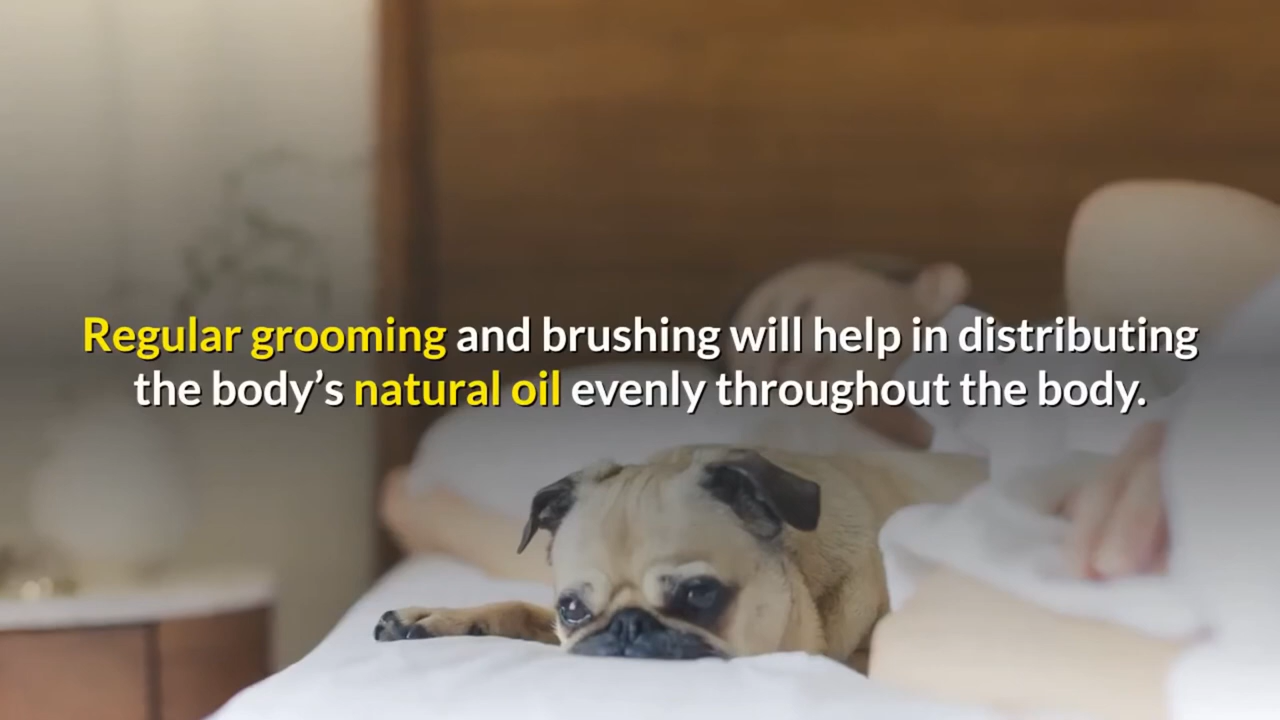 Regular grooming and brushing will help in distributing
the body’s natural oil evenly throughout the body.